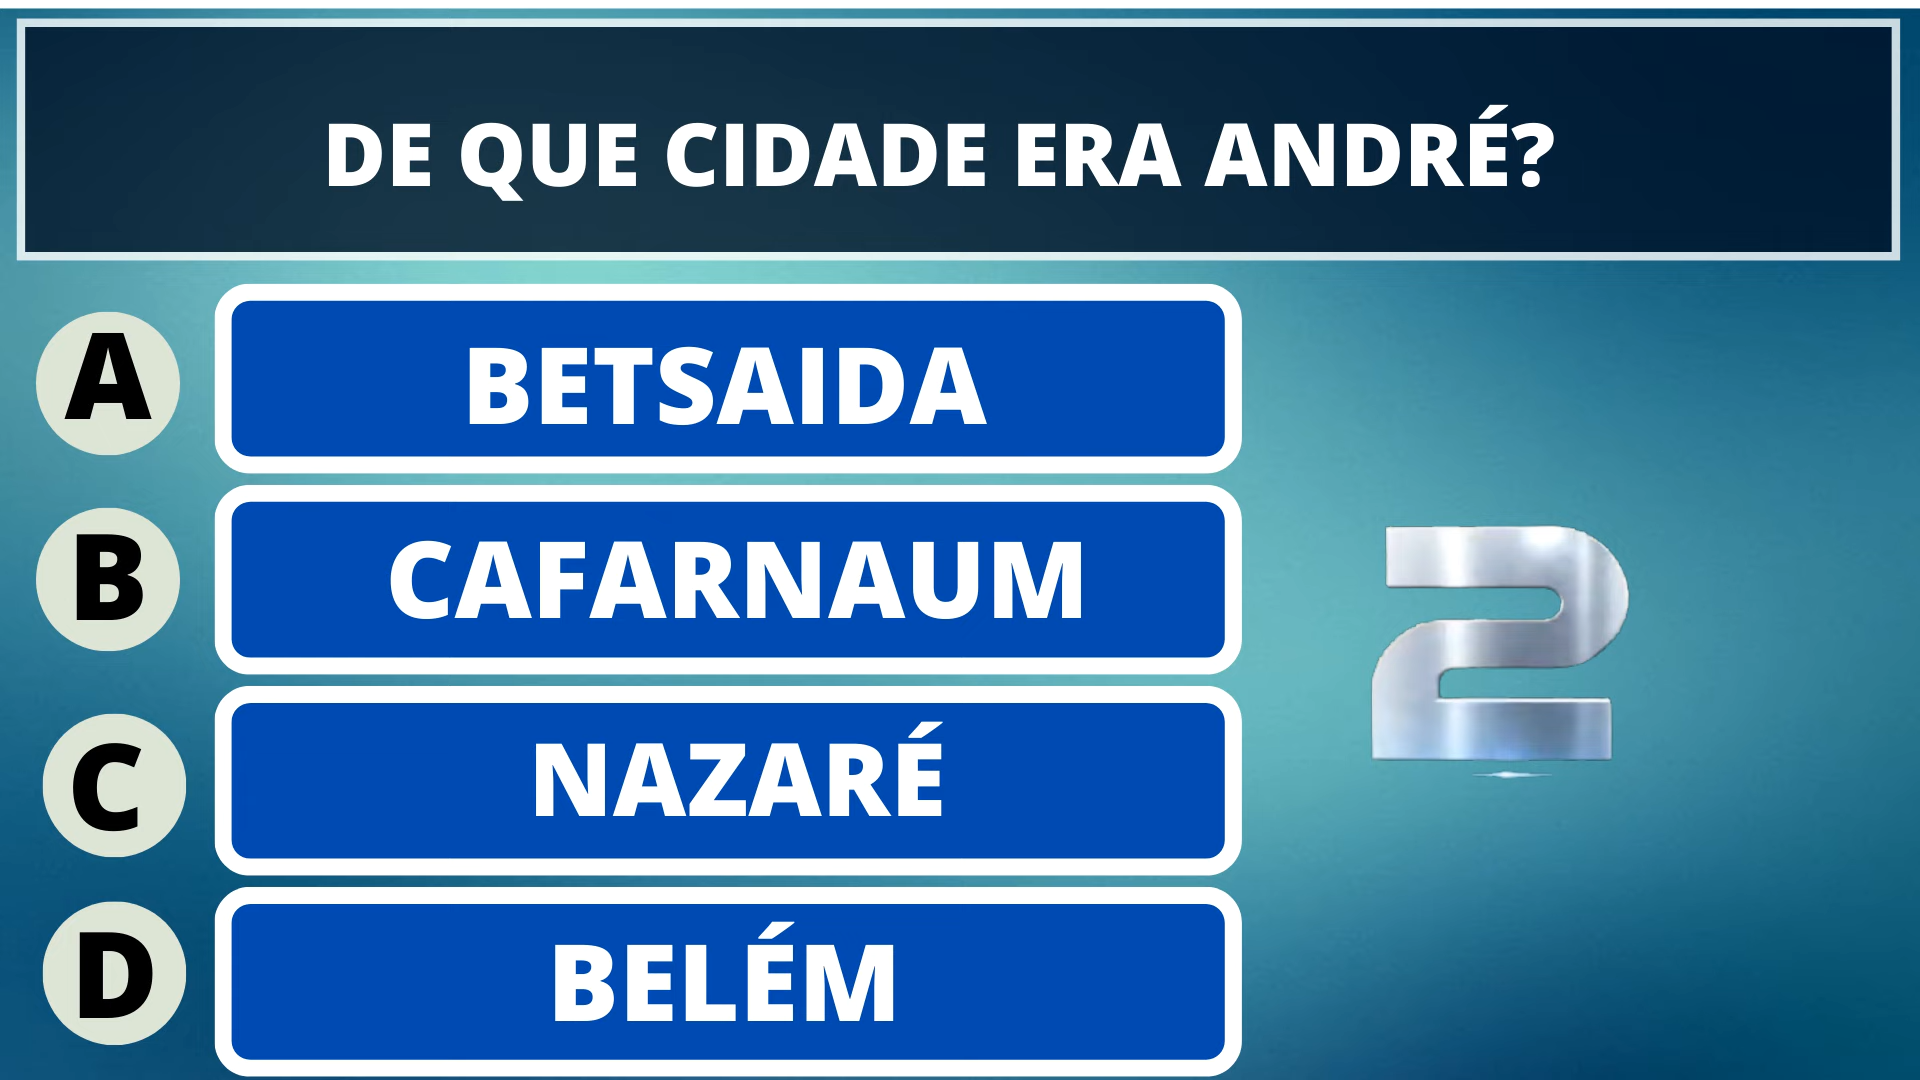 DE QUE CIDADE ERA ANDRÉ?
A
BETSAIDA
B
CAFARNAUM
C
NAZARÉ
D
BELÉM
2